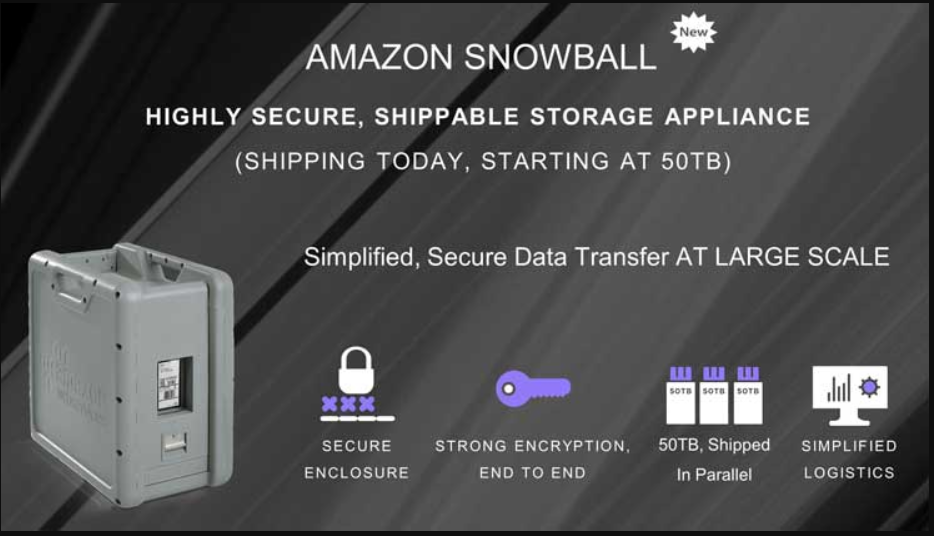 New
AMAZON SNOWBALL
HIGHLY SECURE, SHIPPABLE STORAGE APPLIANCE
(SHIPPING TODAY, STARTING AT 50TB)
Simplified, Secure Data Transfer AT LARGE SCALE
50TB 50TB 50TB
SECURE
ENCLOSURE
STRONG ENCRYPTION,
END TO END
50TB, Shipped
In Parallel
SIMPLIFIED
LOGISTICS